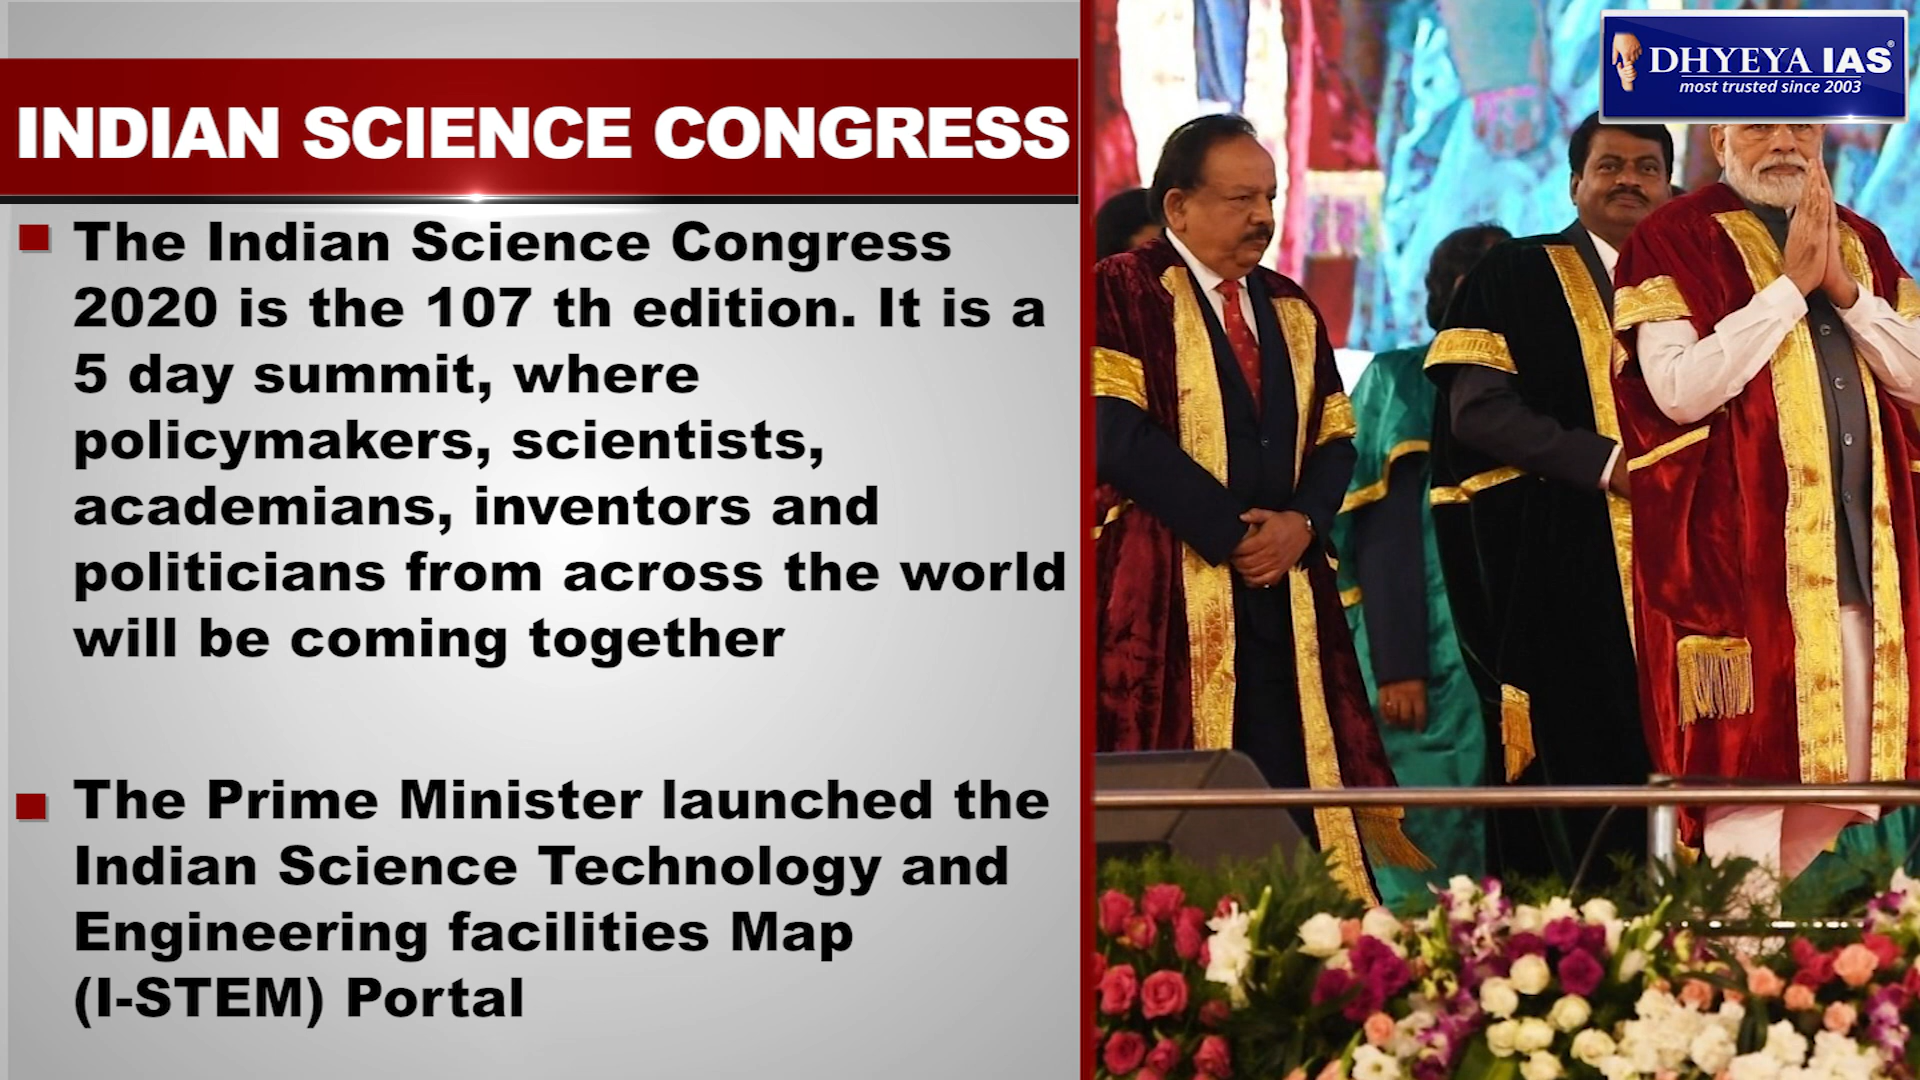 INDIAN SCIENCE CONGRESS
The Indian Science Congress
2020 is the 107 th edition. It is a
5 day summit, where
policymakers, scientists,
academians, inventors and
politicians from across the world
will be coming together
The Prime Minister launched the
Indian Science Technology and
Engineering facilities Map
(I-STEM) Portal
DHYEYA IAS®
most trusted since 2003